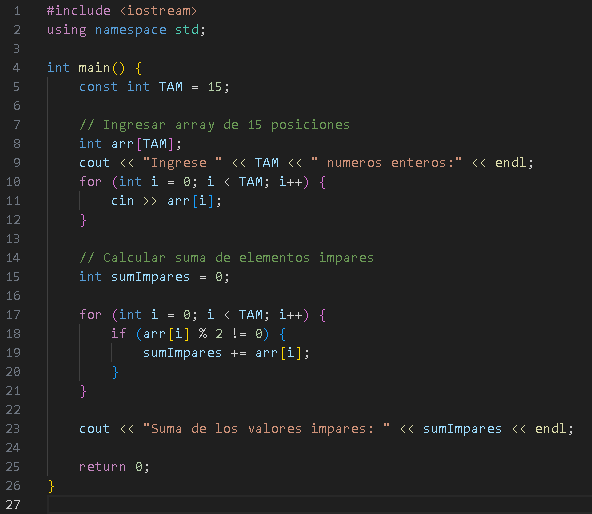 1 #include <iostream>
2 using namespace std;
3
4 int main() {
5     const int TAM = 15;
6
7     // Ingresar array de 15 posiciones
8     int arr[TAM];
9     cout << "Ingrese " << TAM << " numeros enteros:" << endl;
10     for (int i = 0; i < TAM; i++) {
11         cin >> arr[i];
12     }
13
14     // Calcular suma de elementos impares
15     int sumImpares = 0;
16
17     for (int i = 0; i < TAM; i++) {
18         if (arr[i] % 2 != 0) {
19             sumImpares += arr[i];
20         }
21     }
22
23     cout << "Suma de los valores impares: " << sumImpares << endl;
24
25     return 0;
26 }
27